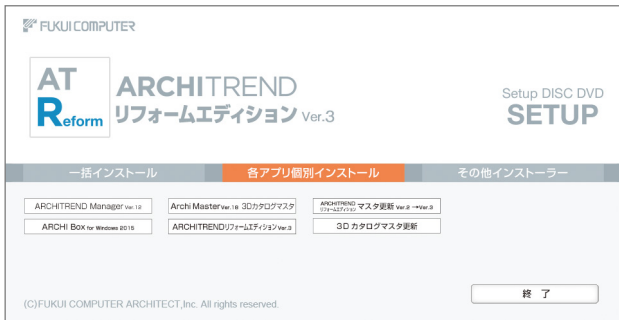 FUKUI COMPUTER
AT
Reform
ARCHITREND
リフォームエディション Ver.3
Setup DISC DVD
SETUP
一括インストール
各アプリ個別インストール
その他インストーラー
ARCHITREND Manager Ver.12
Archi Master Ver.16 3Dカタログマスタ
ARCHITREND リフォームエディション マスタ更新 Ver.2 →Ver.3
ARCHI Box for Windows 2015
ARCHITRENDリフォームエディション Ver.3
3D カタログマスタ更新
終 了
(C)FUKUI COMPUTER ARCHITECT,Inc. All rights reserved.